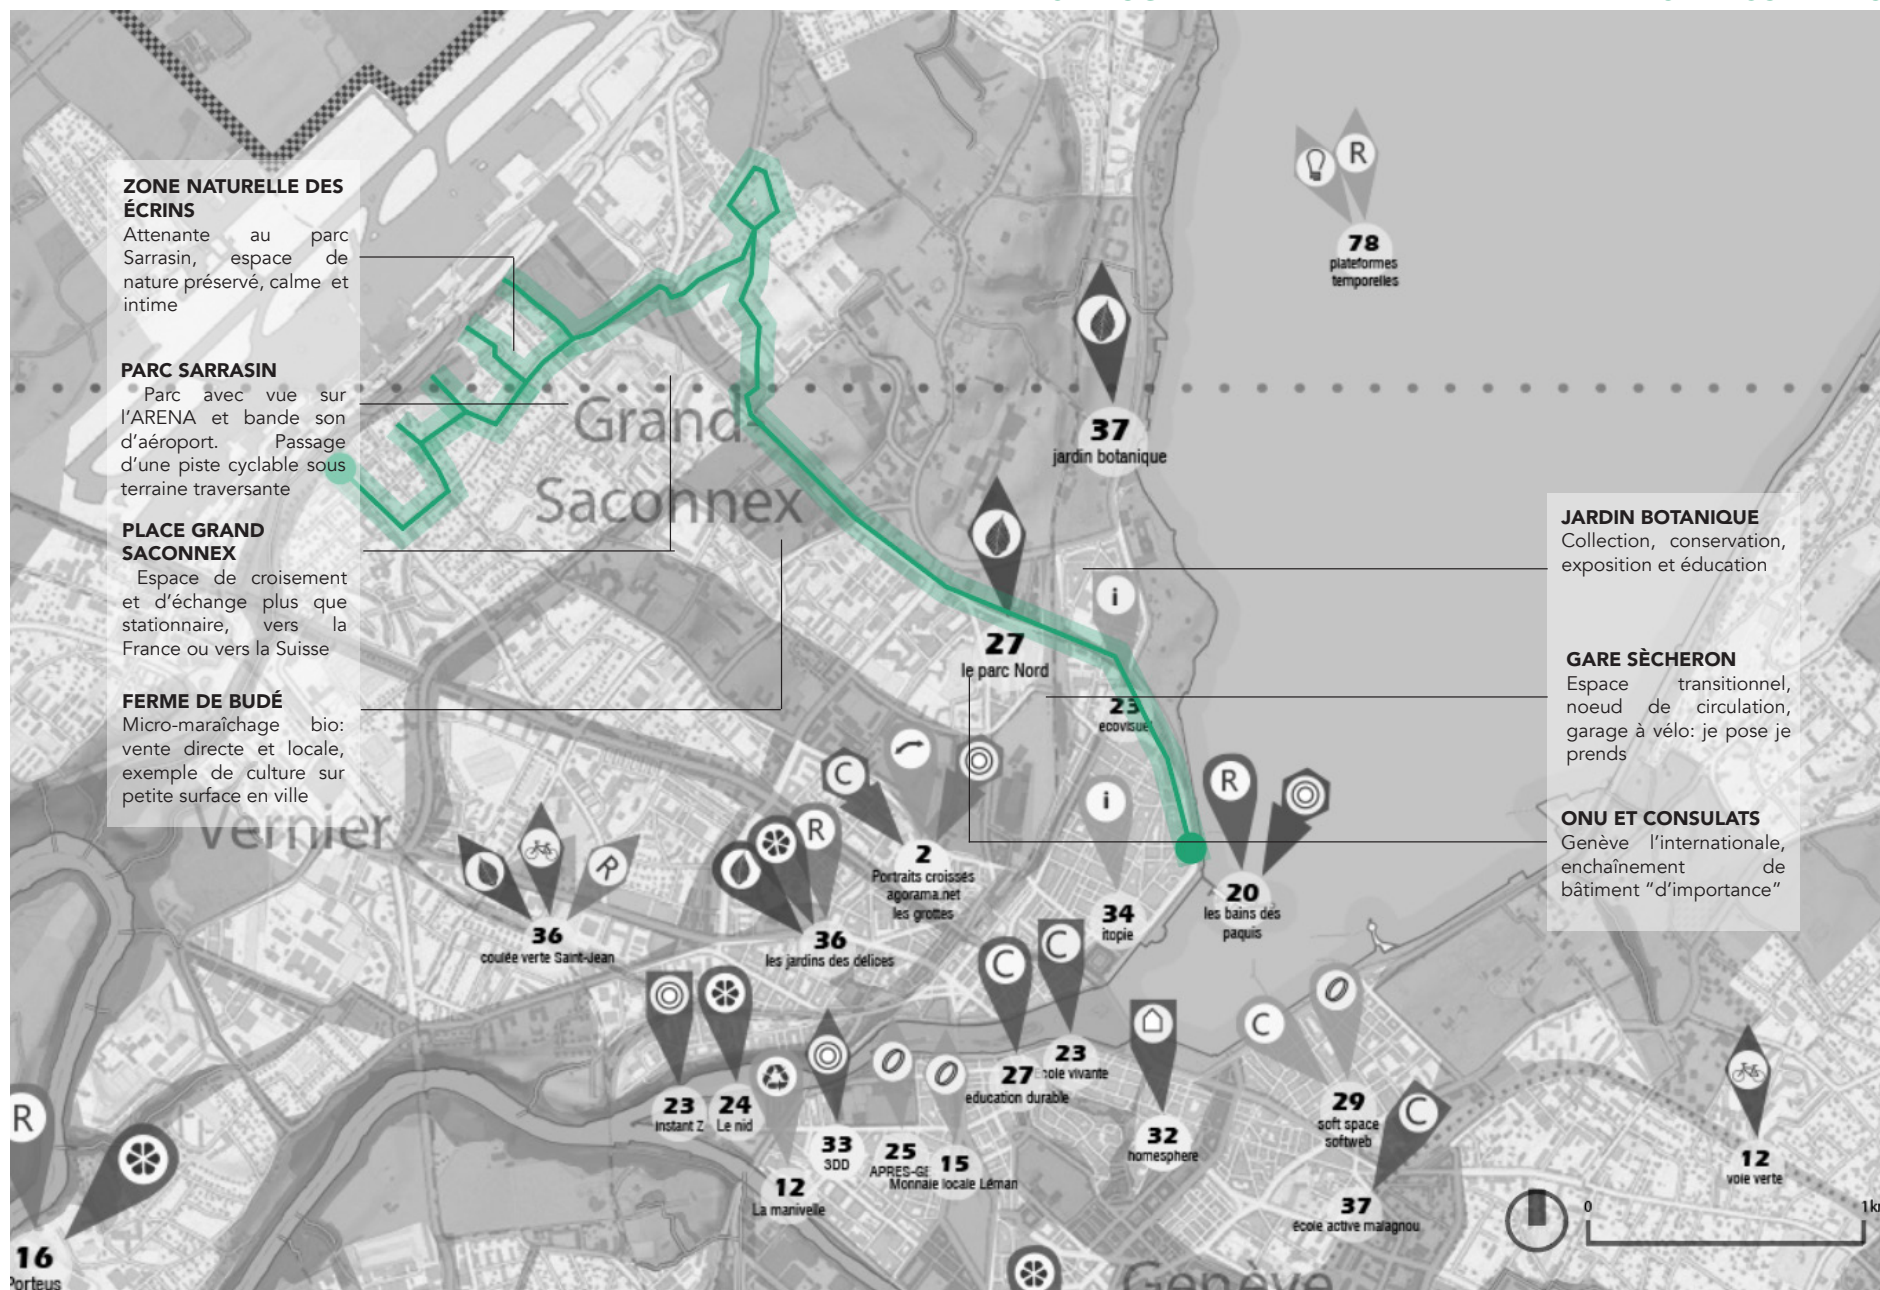 ZONE NATURELLE DES
ÉCRINS
Attenante au parc
Sarrasin, espace de
nature préservé, calme et
intime
PARC SARRASIN
Parc avec vue sur
l'ARENA et bande son
d'aéroport. Passage
d'une piste cyclable sous
terraine traversante
PLACE GRAND
SACONNEX
Espace de croisement
et d'échange plus que
stationnaire, vers la
France ou vers la Suisse
FERME DE BUDÉ
Micro-maraîchage bio:
vente directe et locale,
exemple de culture sur
petite surface en ville
JARDIN BOTANIQUE
Collection, conservation,
exposition et éducation
GARE SÈCHERON
Espace transitionnel,
noeud de circulation,
garage à vélo: je pose je
prends
ONU ET CONSULATS
Genève l'internationale,
enchaînement de
bâtiment "d'importance"
R
78
plateformes
temporelles
37
jardin botanique
Grand-
Saconnex
27
le parc Nord
i
23
ecovisuel
i
34
itopie
R
20
les bains des
paquis
C
2
Portraits croisés
agorama.net
les grottes
Vernier
R
36
coulée verte Saint-Jean
R
36
les jardins des délices
C
C
27
education durable
23
école vivante
23
instant Z
24
Le nid
33
3DD
25
APRES-GE
15
Monnaie locale Léman
12
La manivelle
32
homesphere
C
29
soft space
softweb
C
37
école active malagnou
12
voie verte
R
16
Porteus
Genève
0
1 km